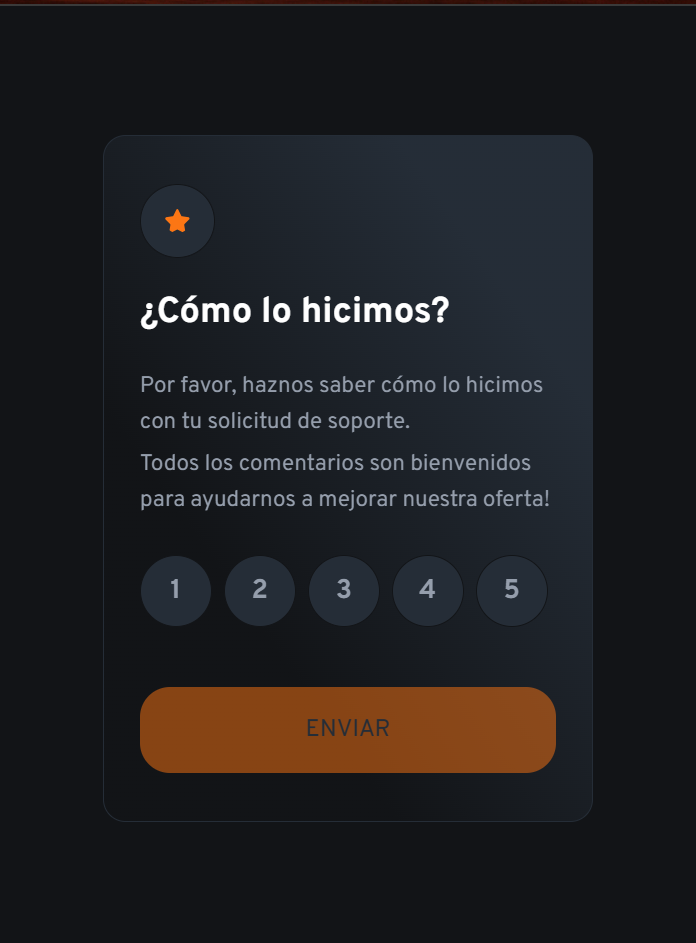 ¿Cómo lo hicimos?
Por favor, haznos saber cómo lo hicimos
con tu solicitud de soporte.
Todos los comentarios son bienvenidos
para ayudarnos a mejorar nuestra oferta!
1 2 3 4 5
ENVIAR